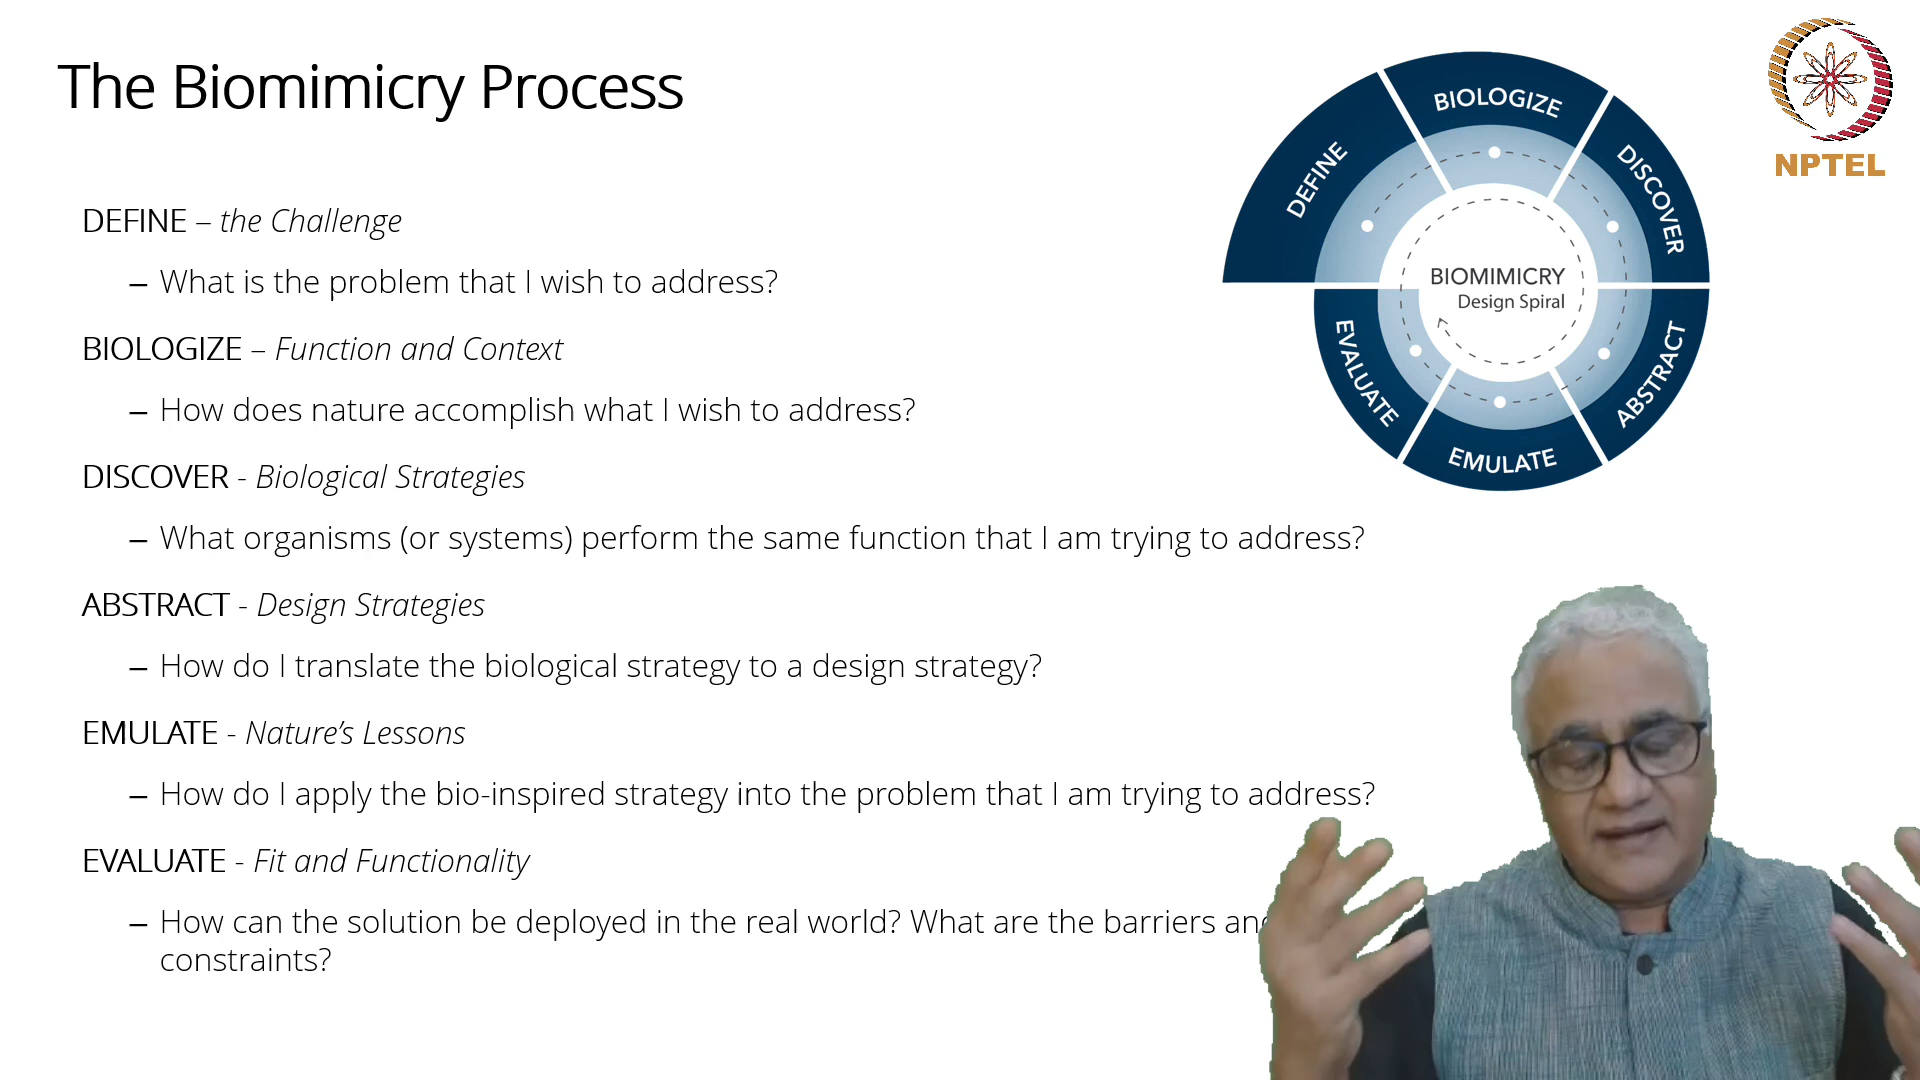 The Biomimicry Process
DEFINE – the Challenge
– What is the problem that I wish to address?
BIOLOGIZE – Function and Context
– How does nature accomplish what I wish to address?
DISCOVER - Biological Strategies
– What organisms (or systems) perform the same function that I am trying to address?
ABSTRACT - Design Strategies
– How do I translate the biological strategy to a design strategy?
EMULATE - Nature’s Lessons
– How do I apply the bio-inspired strategy into the problem that I am trying to address?
EVALUATE - Fit and Functionality
– How can the solution be deployed in the real world? What are the barriers
constraints?
DEFINE
BIOLOGIZE
DISCOVER
ABSTRACT
EMULATE
EVALUATE
BIOMIMICRY
Design Spiral
NPTEL